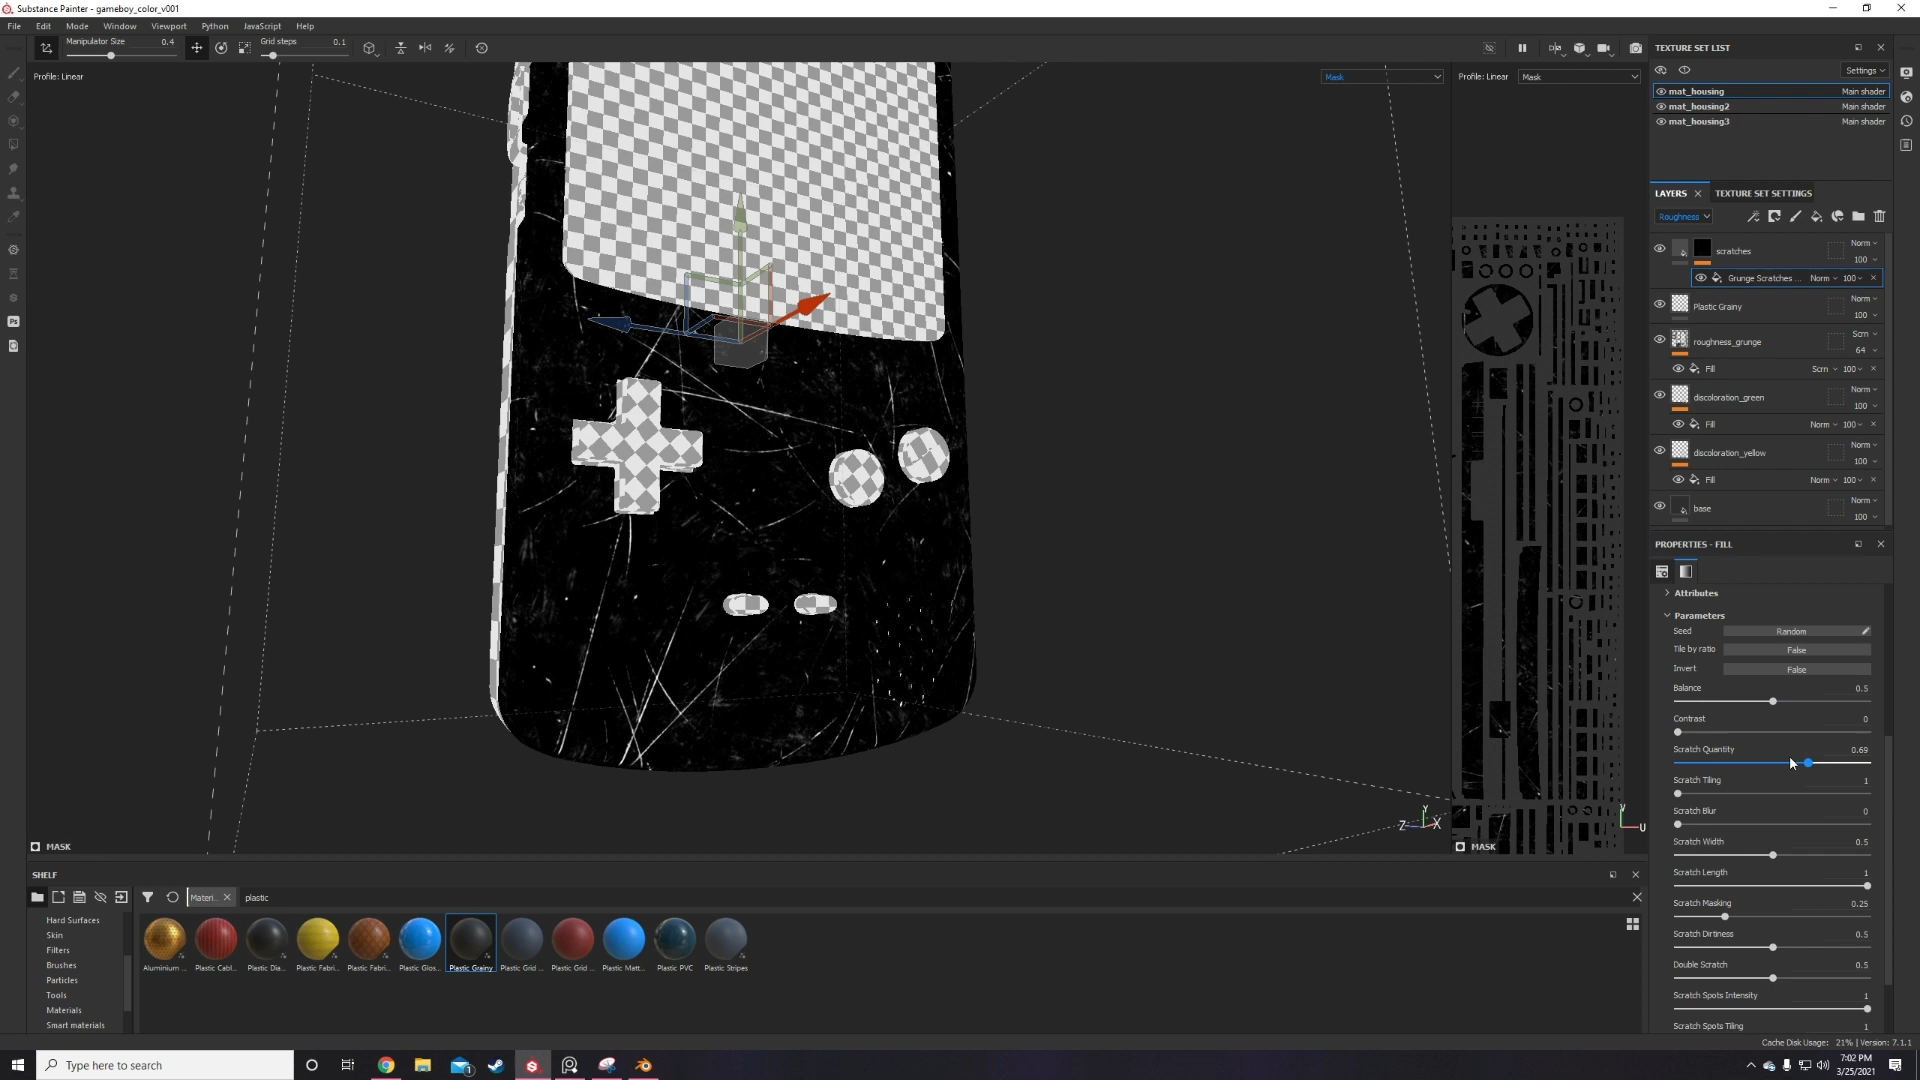 Substance Painter - gameboy_color_v001
File Edit Mode Window Viewport Python JavaScript Help
Manipulator Size 0.4 Grid steps 0.1
Profile: Linear
Mask
Profile: Linear
Mask
MASK
MASK
Y
Z
X
V
U
TEXTURE SET LIST
Settings
mat_housing Main shader
mat_housing2 Main shader
mat_housing3 Main shader
LAYERS
TEXTURE SET SETTINGS
Roughness
scratches Norm 100
Grunge Scratches ... Norm 100
Plastic Grainy Norm 100
roughness_grunge Scrn 64
Fill Scrn 100
discoloration_green Norm 100
Fill Norm 100
discoloration_yellow Norm 100
Fill Norm 100
base Norm 100
PROPERTIES - FILL
Attributes
Parameters
Seed Random
Tile by ratio False
Invert False
Balance 0.5
Contrast 0
Scratch Quantity 0.69
Scratch Tiling 1
Scratch Blur 0
Scratch Width 0.5
Scratch Length 1
Scratch Masking 0.25
Scratch Dirtiness 0.5
Double Scratch 0.5
Scratch Spots Intensity 1
Scratch Spots Tiling 1
SHELF
Materi... plastic
Hard Surfaces
Skin
Filters
Brushes
Particles
Tools
Materials
Smart materials
Aluminium ... Plastic Cabl... Plastic Dia... Plastic Fabri... Plastic Fabri... Plastic Glos... Plastic Grainy Plastic Grid ... Plastic Grid ... Plastic Matt... Plastic PVC Plastic Stripes
Cache Disk Usage: 21% | Version: 7.1.1
Type here to search
1
7:02 PM
3/25/2021